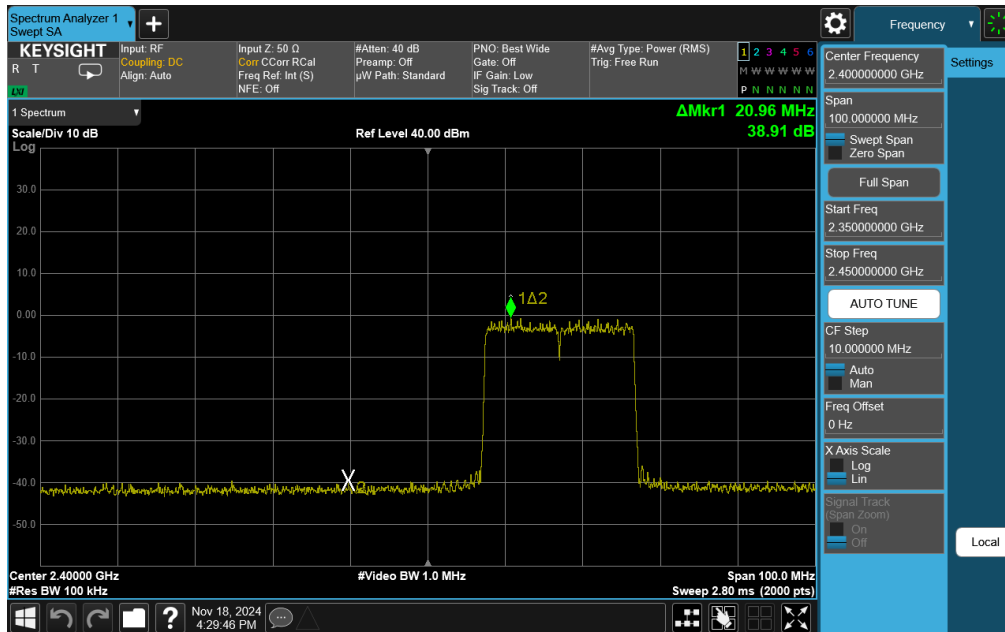 Spectrum Analyzer 1
Swept SA
Frequency
KEYSIGHT
R T
LXI
Input: RF
Coupling: DC
Align: Auto
Input Z: 50 Ω
Corr CCorr RCal
Freq Ref: Int (S)
NFE: Off
#Atten: 40 dB
Preamp: Off
µW Path: Standard
PNO: Best Wide
Gate: Off
IF Gain: Low
Sig Track: Off
#Avg Type: Power (RMS)
Trig: Free Run
1 2 3 4 5 6
M W W W W W
P N N N N N
1 Spectrum
Scale/Div 10 dB
Log
Ref Level 40.00 dBm
ΔMkr1 20.96 MHz
38.91 dB
30.0
20.0
10.0
0.00
-10.0
-20.0
-30.0
-40.0
-50.0
1Δ2
X2
Center 2.40000 GHz
#Res BW 100 kHz
#Video BW 1.0 MHz
Span 100.0 MHz
Sweep 2.80 ms (2000 pts)
Center Frequency
2.400000000 GHz
Span
100.000000 MHz
Swept Span
Zero Span
Full Span
Start Freq
2.350000000 GHz
Stop Freq
2.450000000 GHz
AUTO TUNE
CF Step
10.000000 MHz
Auto
Man
Freq Offset
0 Hz
X Axis Scale
Log
Lin
Signal Track
(Span Zoom)
On
Off
Settings
Local
?
Nov 18, 2024
4:29:46 PM